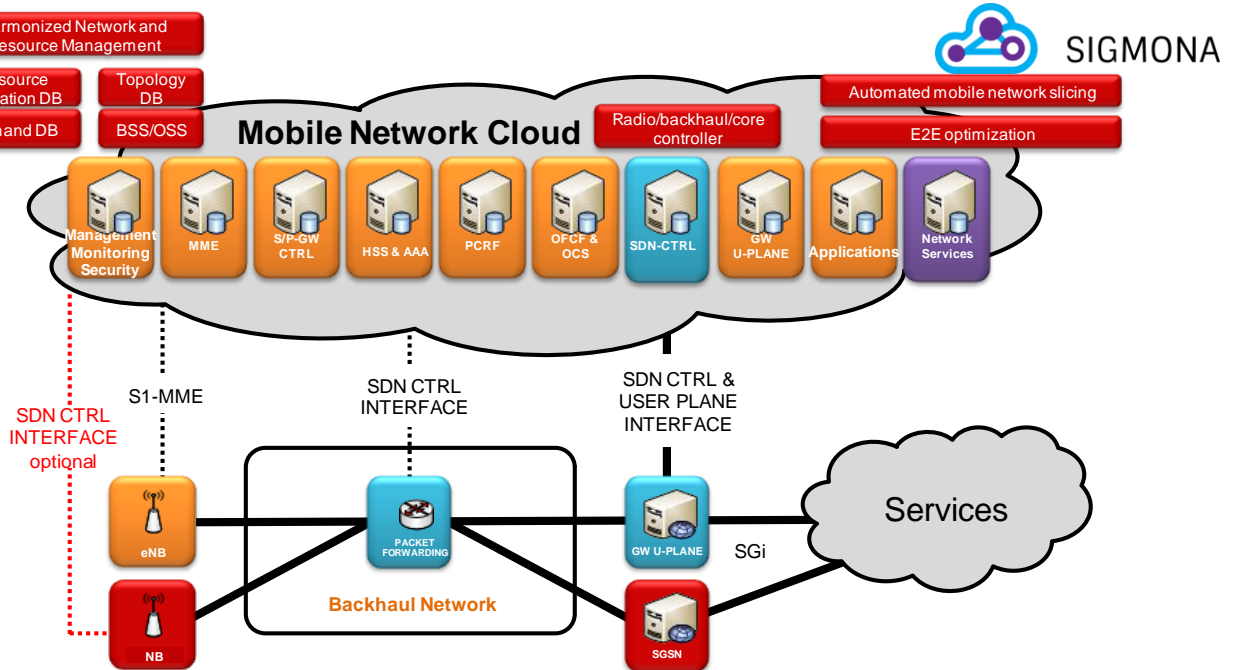 armonized Network and
esource Management
SIGMONA
source
ation DB
Topology
DB
and DB
BSS/OSS
Mobile Network Cloud
Radio/backhaul/core
controller
Automated mobile network slicing
E2E optimization
Management
Monitoring
Security
MME
S/P-GW
CTRL
HSS & AAA
PCRF
OFCF &
OCS
SDN-CTRL
GW
U-PLANE
Applications
Network
Services
SDN CTRL
INTERFACE
optional
S1-MME
SDN CTRL
INTERFACE
SDN CTRL &
USER PLANE
INTERFACE
eNB
PACKET
FORWARDING
GW U-PLANE
SGi
Services
NB
Backhaul Network
SGSN